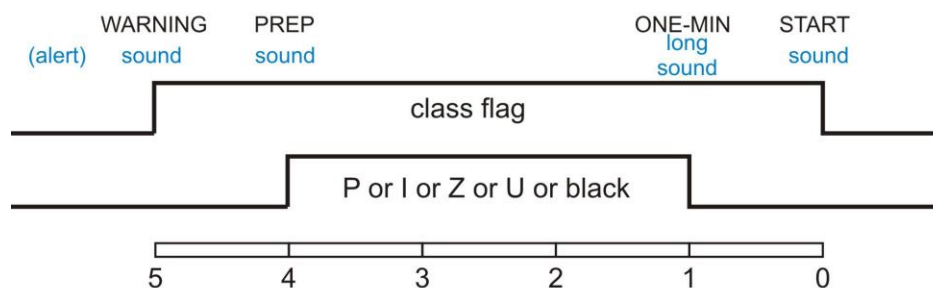 WARNING PREP ONE-MIN START
(alert) sound sound long sound sound
class flag
P or I or Z or U or black
5 4 3 2 1 0